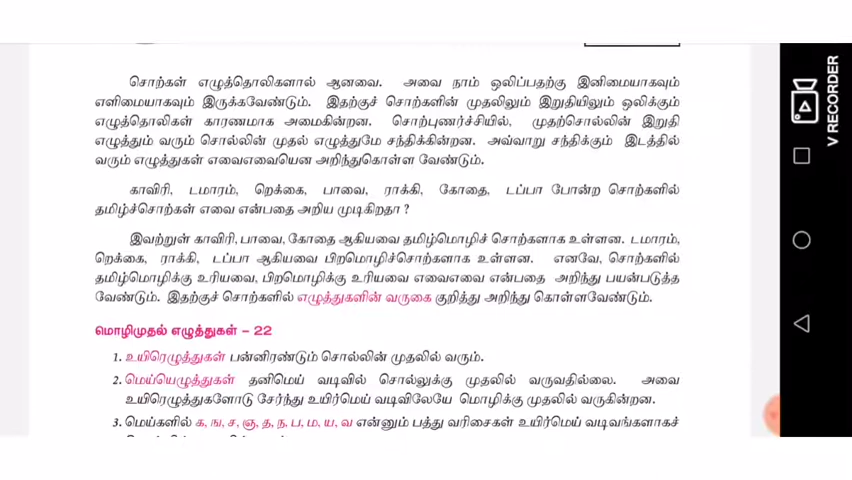 சொற்கள் எழுத்தொலிகளால் ஆனவை. அவை நாம் ஒலிப்பதற்கு இனிமையாகவும்
எளிமையாகவும் இருக்கவேண்டும். இதற்குச் சொற்களின் முதலிலும் இறுதியிலும் ஒலிக்கும்
எழுத்தொலிகள் காரணமாக அமைகின்றன. சொற்புணர்ச்சியில், முதற்சொல்லின் இறுதி
எழுத்தும் வரும் சொல்லின் முதல் எழுத்துமே சந்திக்கின்றன. அவ்வாறு சந்திக்கும் இடத்தில்
வரும் எழுத்துகள் எவைஎவையென அறிந்துகொள்ள வேண்டும்.
காவிரி, டமாரம், றெக்கை, பாவை, ராக்கி, கோதை, டப்பா போன்ற சொற்களில்
தமிழ்ச்சொற்கள் எவை என்பதை அறிய முடிகிறதா ?
இவற்றுள் காவிரி, பாவை, கோதை ஆகியவை தமிழ்மொழிச் சொற்களாக உள்ளன. டமாரம்,
றெக்கை, ராக்கி, டப்பா ஆகியவை பிறமொழிச்சொற்களாக உள்ளன. எனவே, சொற்களில்
தமிழ்மொழிக்கு உரியவை, பிறமொழிக்கு உரியவை எவைஎவை என்பதை அறிந்து பயன்படுத்த
வேண்டும். இதற்குச் சொற்களில் எழுத்துகளின் வருகை குறித்து அறிந்து கொள்ளவேண்டும்.
மொழிமுதல் எழுத்துகள் – 22
1. உயிரெழுத்துகள் பன்னிரண்டும் சொல்லின் முதலில் வரும்.
2. மெய்யெழுத்துகள் தனிமெய் வடிவில் சொல்லுக்கு முதலில் வருவதில்லை. அவை
உயிரெழுத்துகளோடு சேர்ந்து உயிர்மெய் வடிவிலேயே மொழிக்கு முதலில் வருகின்றன.
3. மெய்களில் க, ங, ச, ஞ, த, ந, ப, ம, ய, வ என்னும் பத்து வரிசைகள் உயிர்மெய் வடிவங்களாகச்
V RECORDER